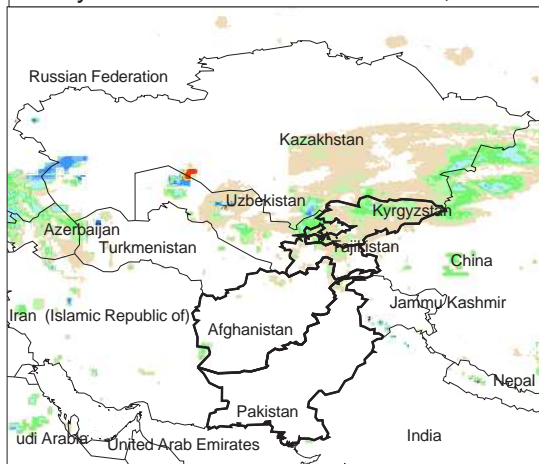 Russian Federation
Kazakhstan
Uzbekistan
Kyrgyzstan
Azerbaijan
Turkmenistan
Tajikistan
China
Jammu/Kashmir
Iran (Islamic Republic of)
Afghanistan
Nepal
Pakistan
udi Arabia
United Arab Emirates
India